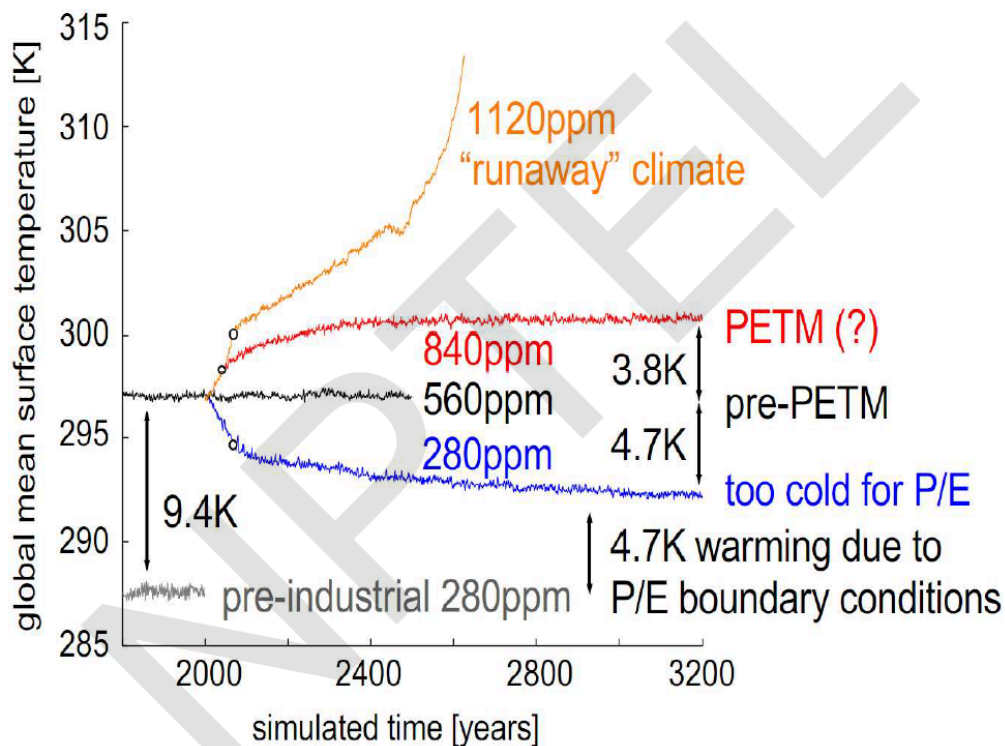 global mean surface temperature [K]
315
310
305
300
295
290
285
1120ppm
“runaway” climate
840ppm
560ppm
280ppm
9.4K
pre-industrial 280ppm
PETM (?)
3.8K
pre-PETM
4.7K
too cold for P/E
4.7K warming due to
P/E boundary conditions
2000 2400 2800 3200
simulated time [years]
NPTEL